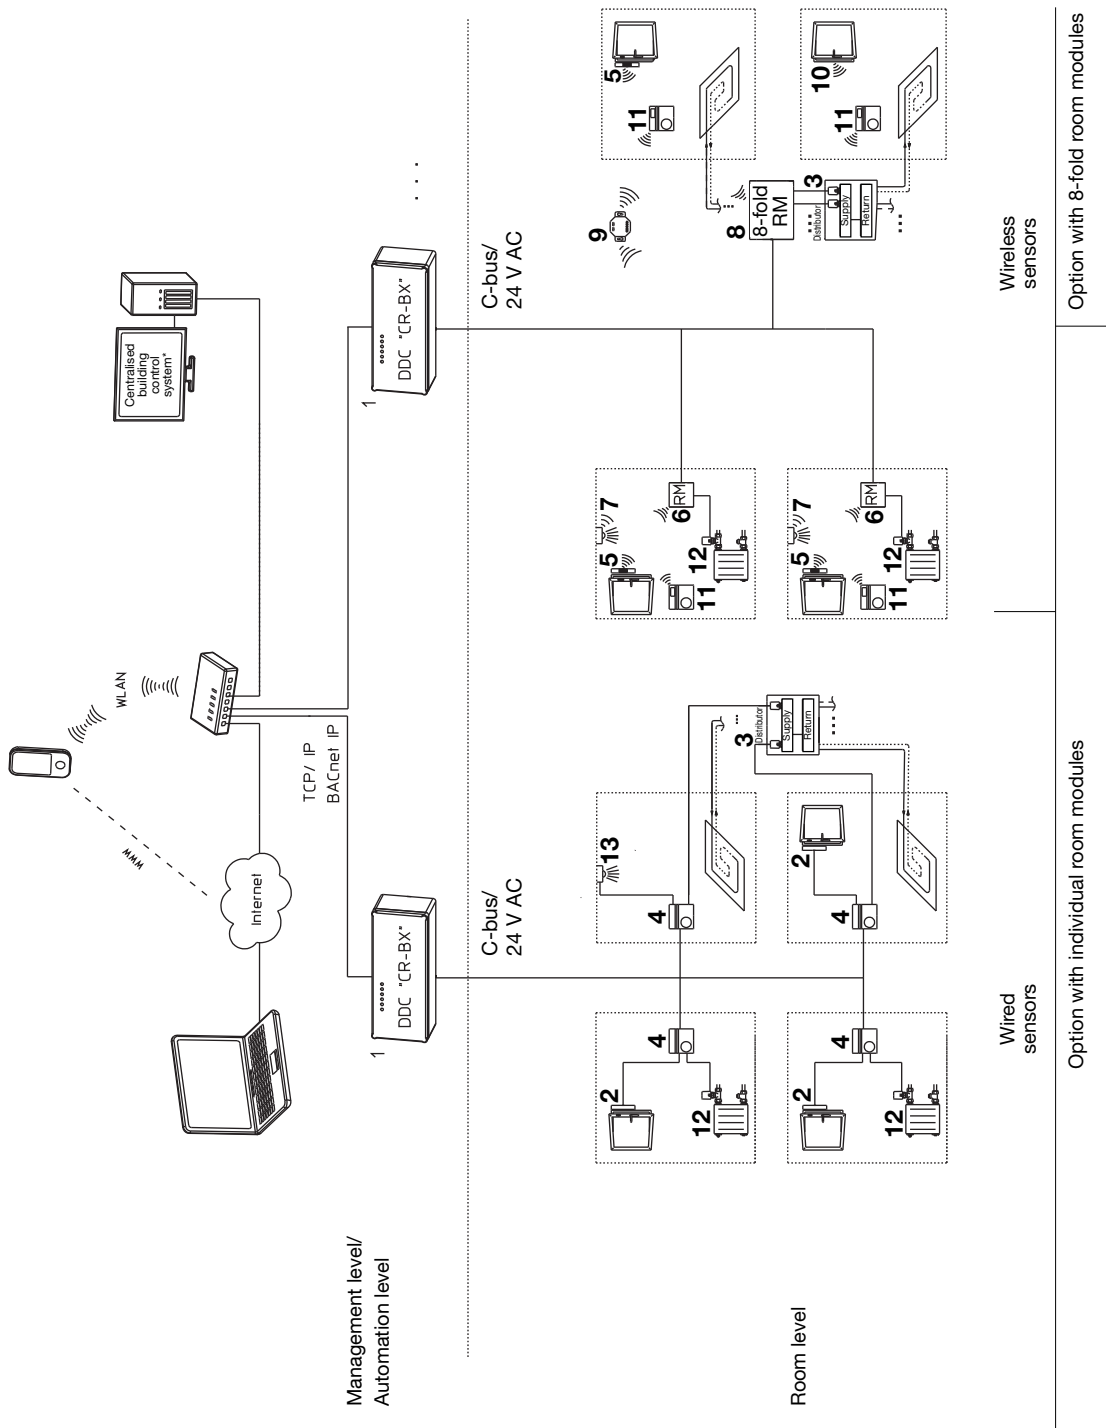 WLAN
www
Internet
Centralised
building
control
system*
TCP/ IP
BACnet IP
Management level/
Automation level
1
DDC "CR-BX"
1
DDC "CR-BX"
. . .
C-bus/
24 V AC
C-bus/
24 V AC
Room level
2
4
12
13
4
5
7
RM
6
12
11
9
5
11
2
4
12
2
4
3
Distributor
Supply
Return
5
7
RM
6
12
11
8
8-fold
RM
3
Distributor
Supply
Return
10
11
Wired
sensors
Wireless
sensors
Option with individual room modules
Option with 8-fold room modules